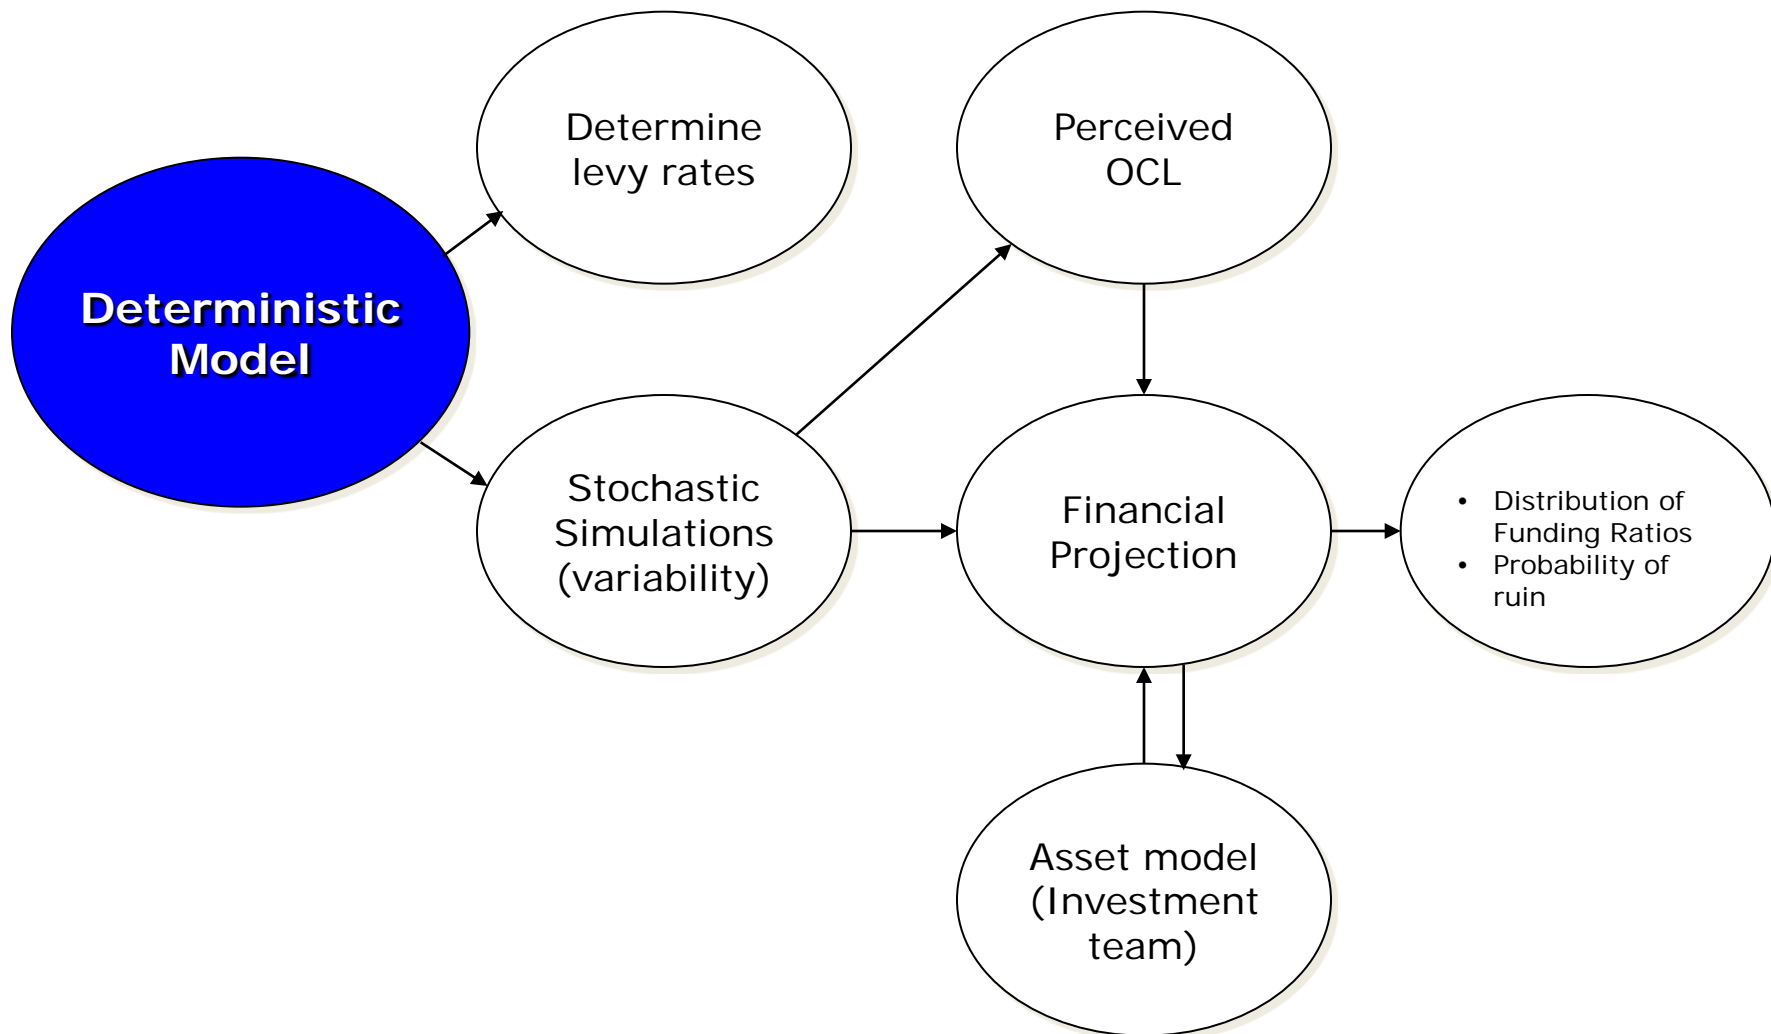 Determine
levy rates
Perceived
OCL
Deterministic
Model
Stochastic
Simulations
(variability)
Financial
Projection
• Distribution of
Funding Ratios
• Probability of
ruin
Asset model
(Investment
team)